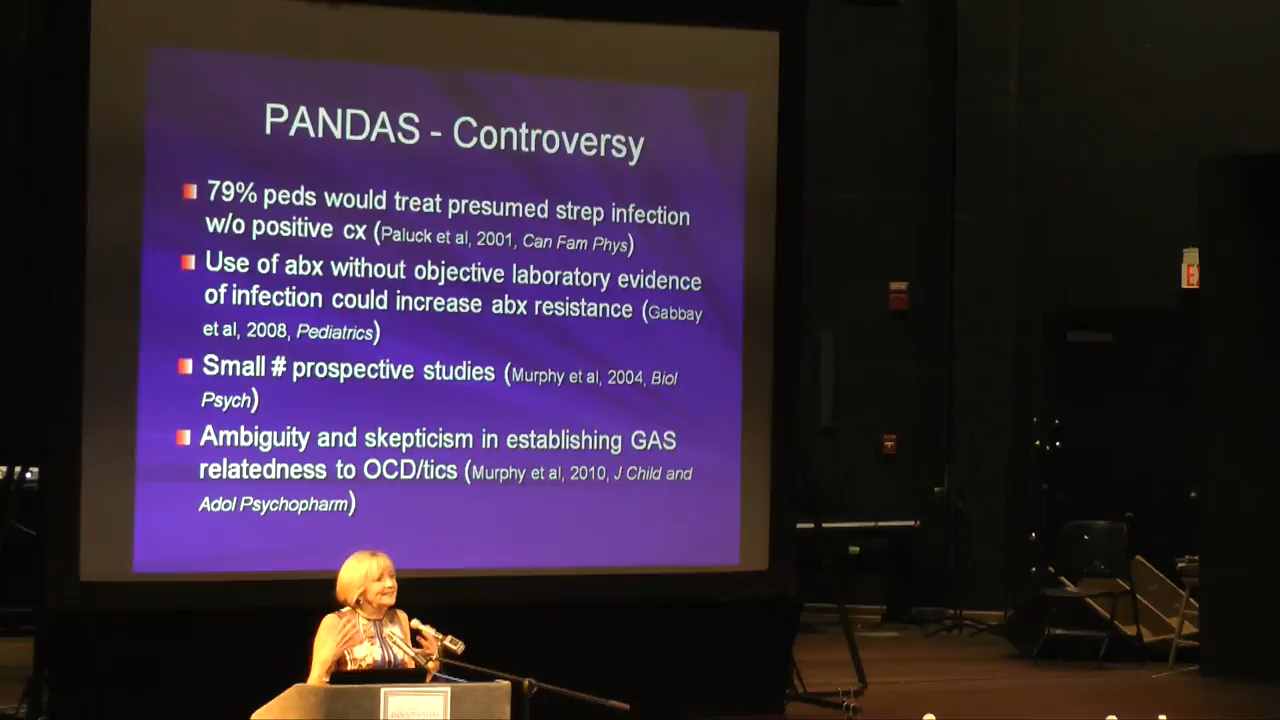 PANDAS - Controversy
79% peds would treat presumed strep infection
w/o positive cx (Paluck et al, 2001, Can Fam Phys)
Use of abx without objective laboratory evidence
of infection could increase abx resistance (Gabbay
et al, 2008, Pediatrics)
Small # prospective studies (Murphy et al, 2004, Biol
Psych)
Ambiguity and skepticism in establishing GAS
relatedness to OCD/tics (Murphy et al, 2010, J Child and
Adol Psychopharm)
PANS/PANDAS